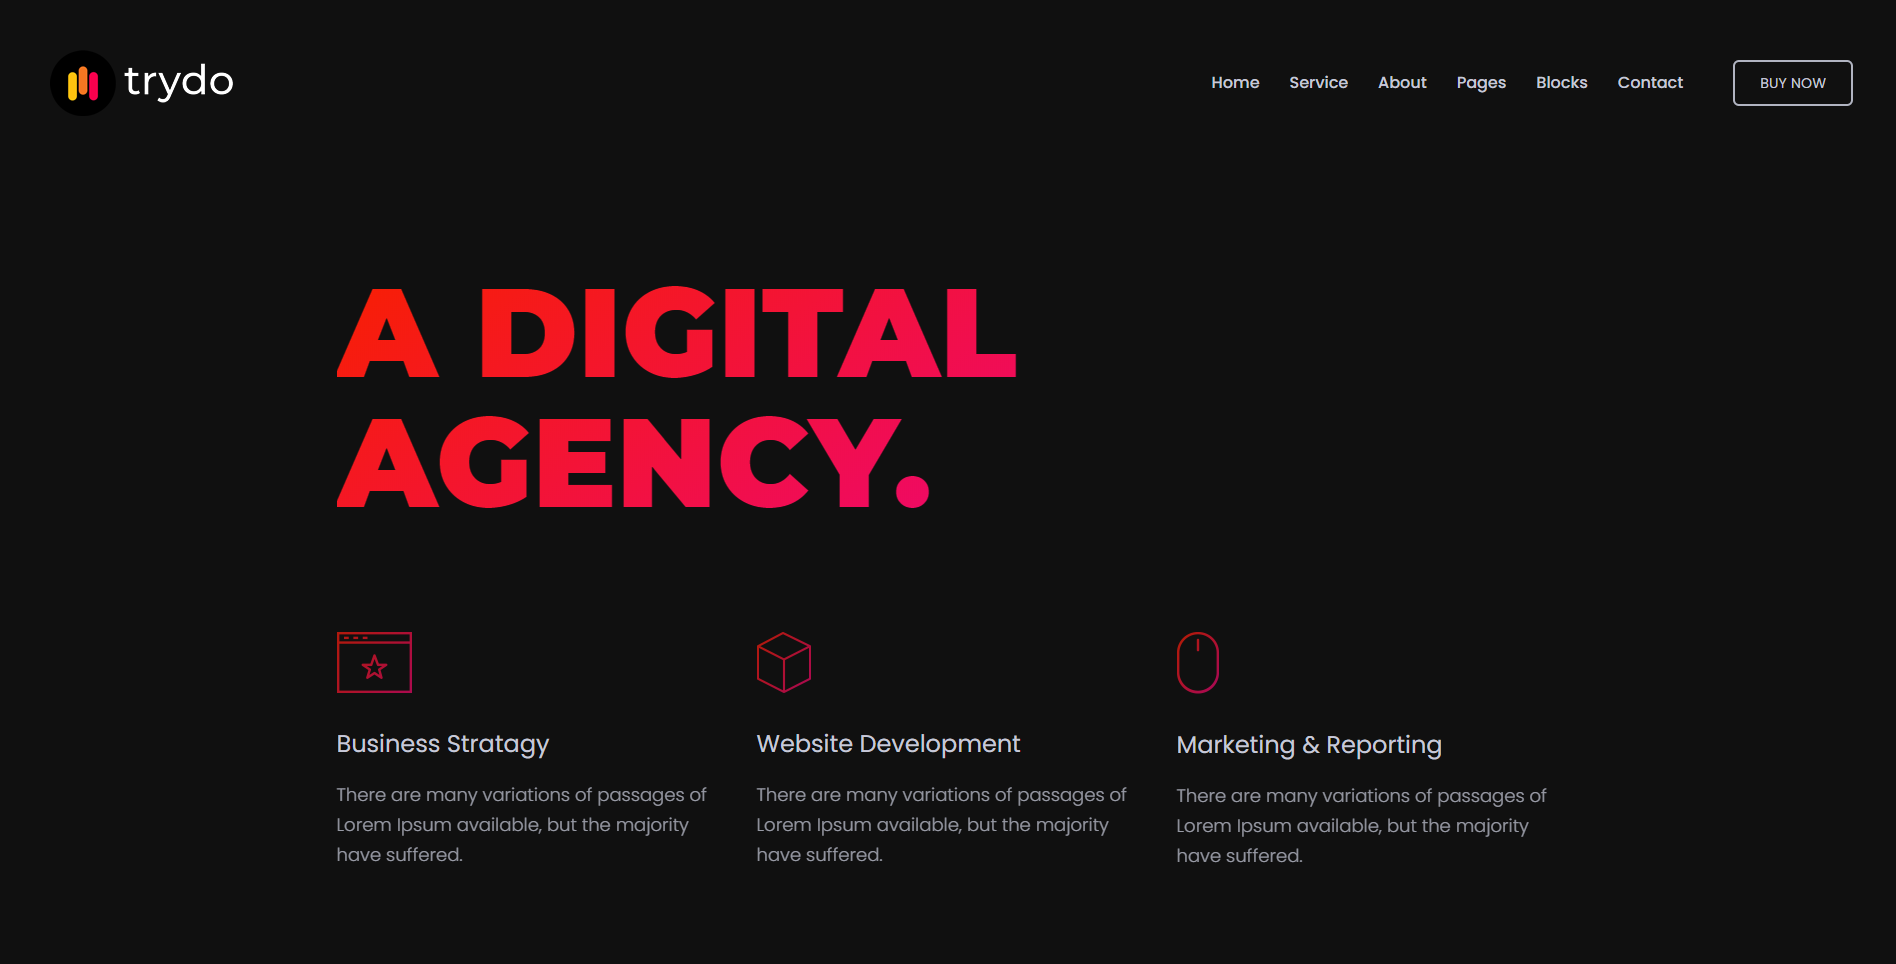 trydo
Home Service About Pages Blocks Contact BUY NOW
A DIGITAL
AGENCY.
Business Stratagy
There are many variations of passages of
Lorem Ipsum available, but the majority
have suffered.
Website Development
There are many variations of passages of
Lorem Ipsum available, but the majority
have suffered.
Marketing & Reporting
There are many variations of passages of
Lorem Ipsum available, but the majority
have suffered.